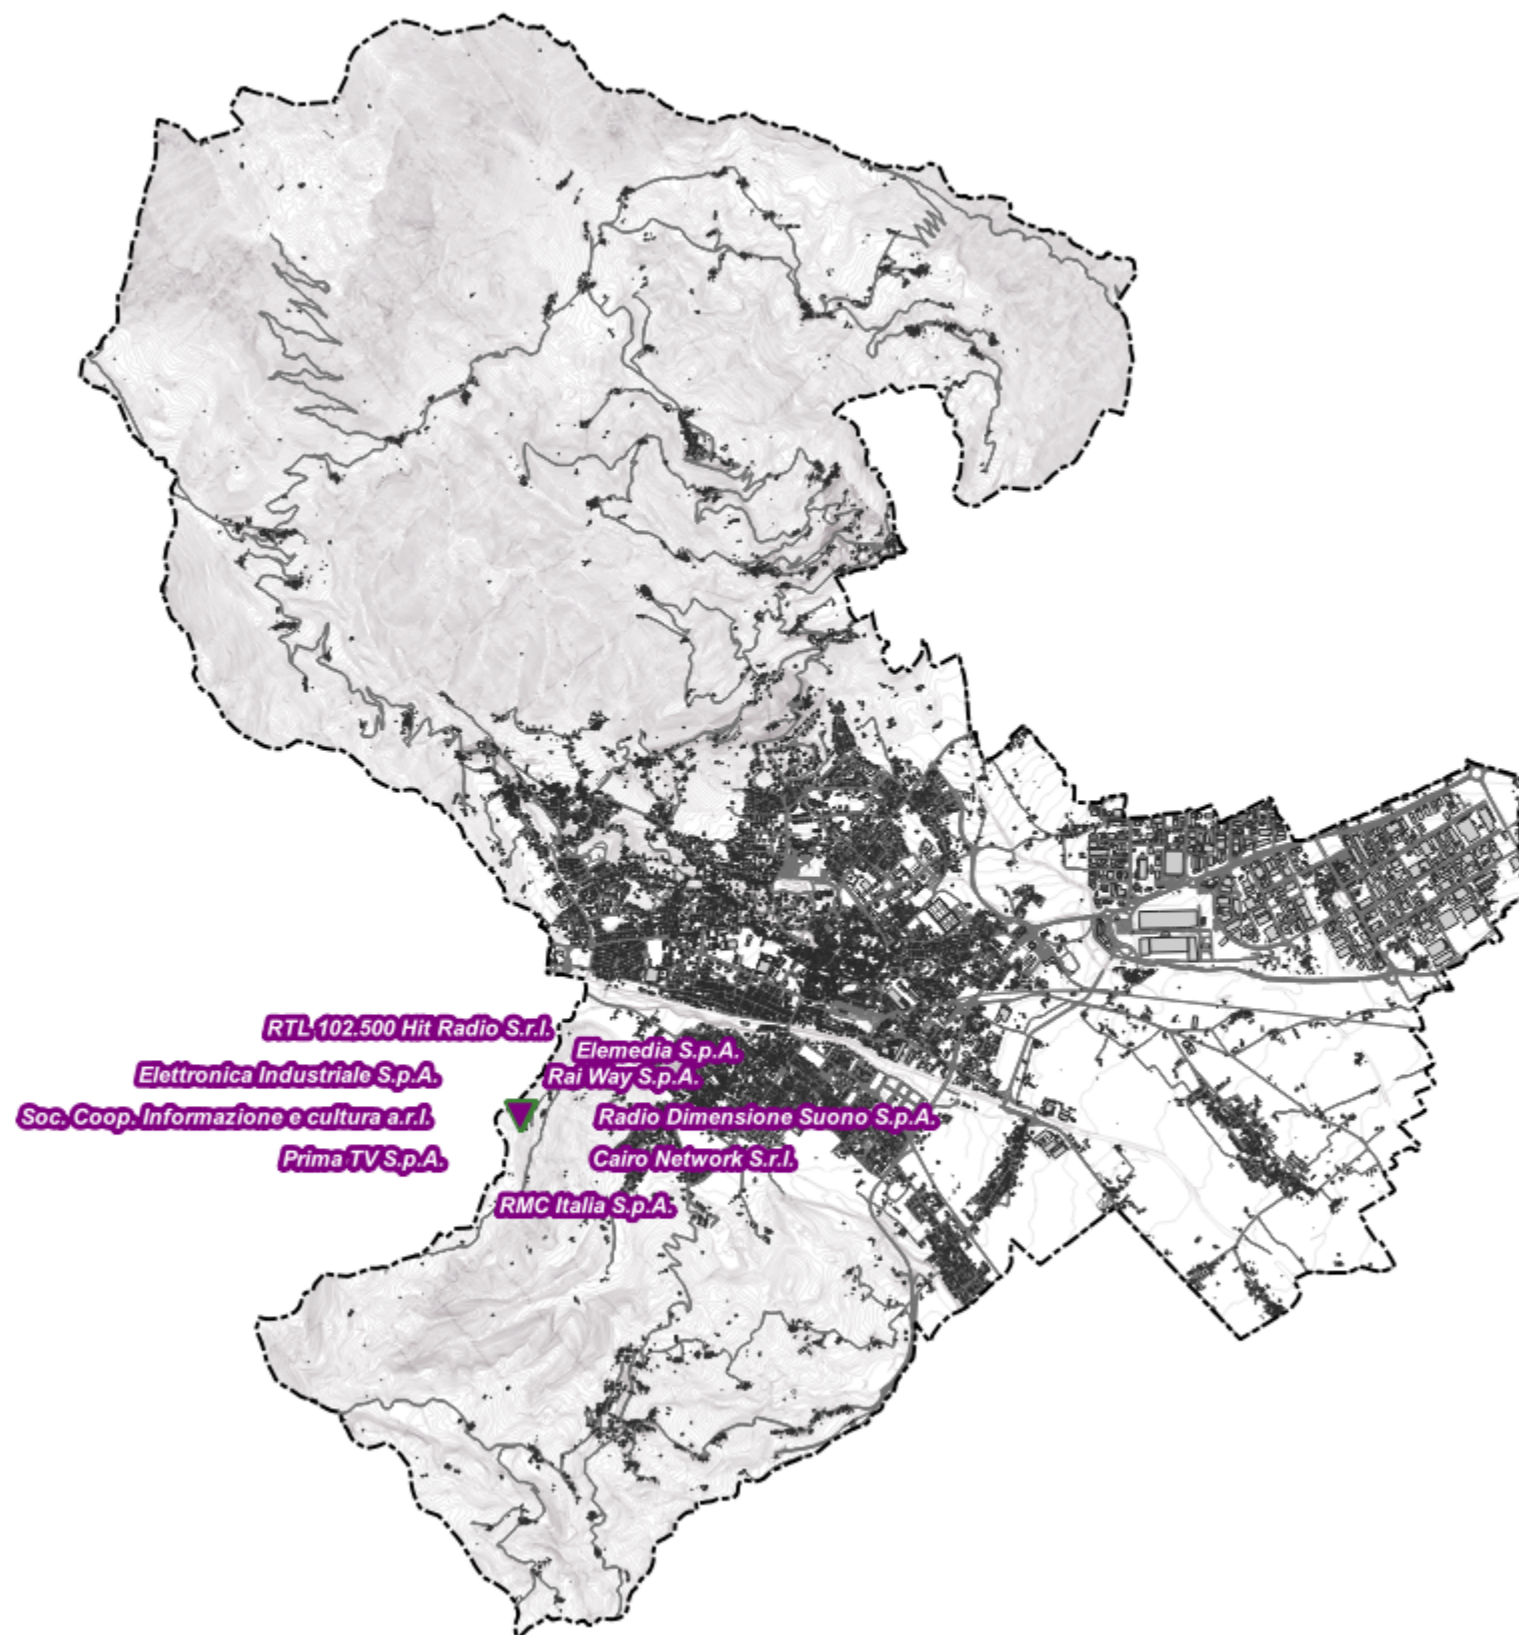 RTL 102.500 Hit Radio S.r.l.
Elemedia S.p.A.
Elettronica Industriale S.p.A.
Rai Way S.p.A.
Soc. Coop. Informazione e cultura a.r.l.
Radio Dimensione Suono S.p.A.
Prima TV S.p.A.
Cairo Network S.r.l.
RMC Italia S.p.A.